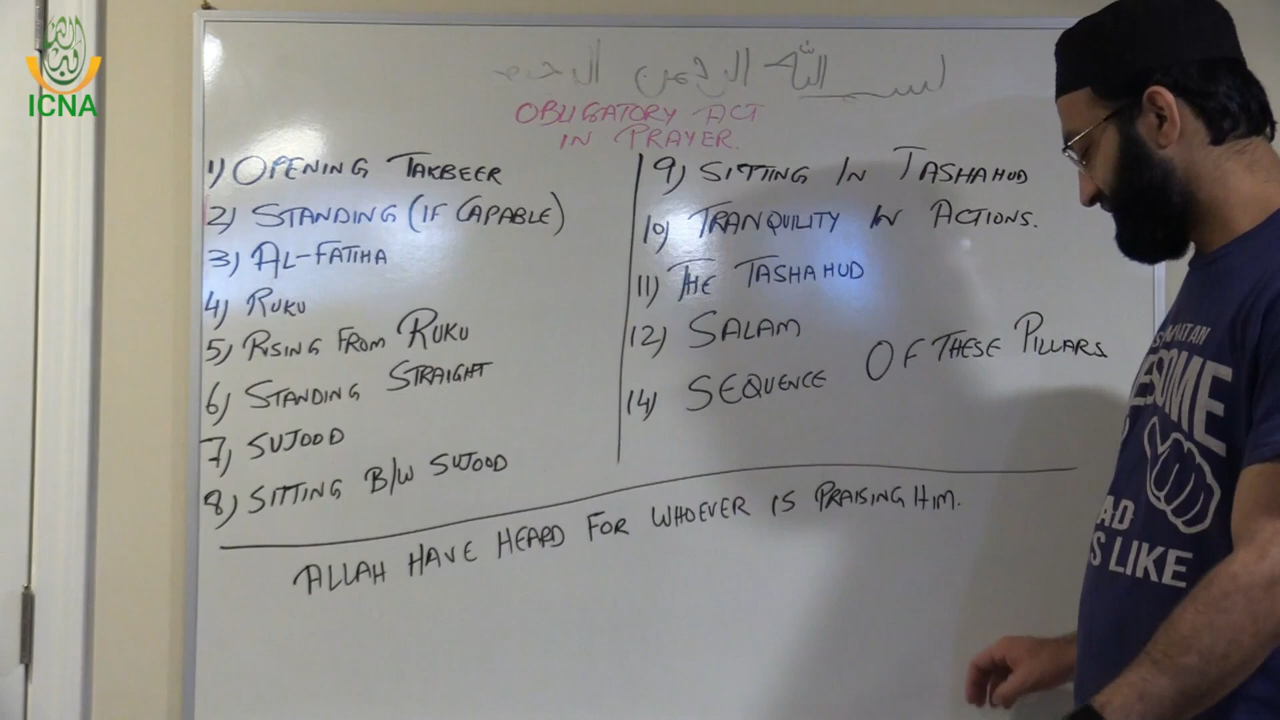 ICNA
بسم الله الرحمن الرحيم
OBLIGATORY ACT
IN PRAYER.
1) OPENING TAKBEER
2) STANDING (IF CAPABLE)
3) AL-FATIHA
4) RUKU
5) RISING FROM RUKU
6) STANDING STRAIGHT
7) SUJOOD
8) SITTING B/W SUJOOD
9) SITTING IN TASHAHUD
10) TRANQUILITY IN ACTIONS.
11) THE TASHAHUD
12) SALAM
14) SEQUENCE OF THESE PILLARS
ALLAH HAVE HEARD FOR WHOEVER IS PRAISING HIM.
ESOME
AD
S LIKE